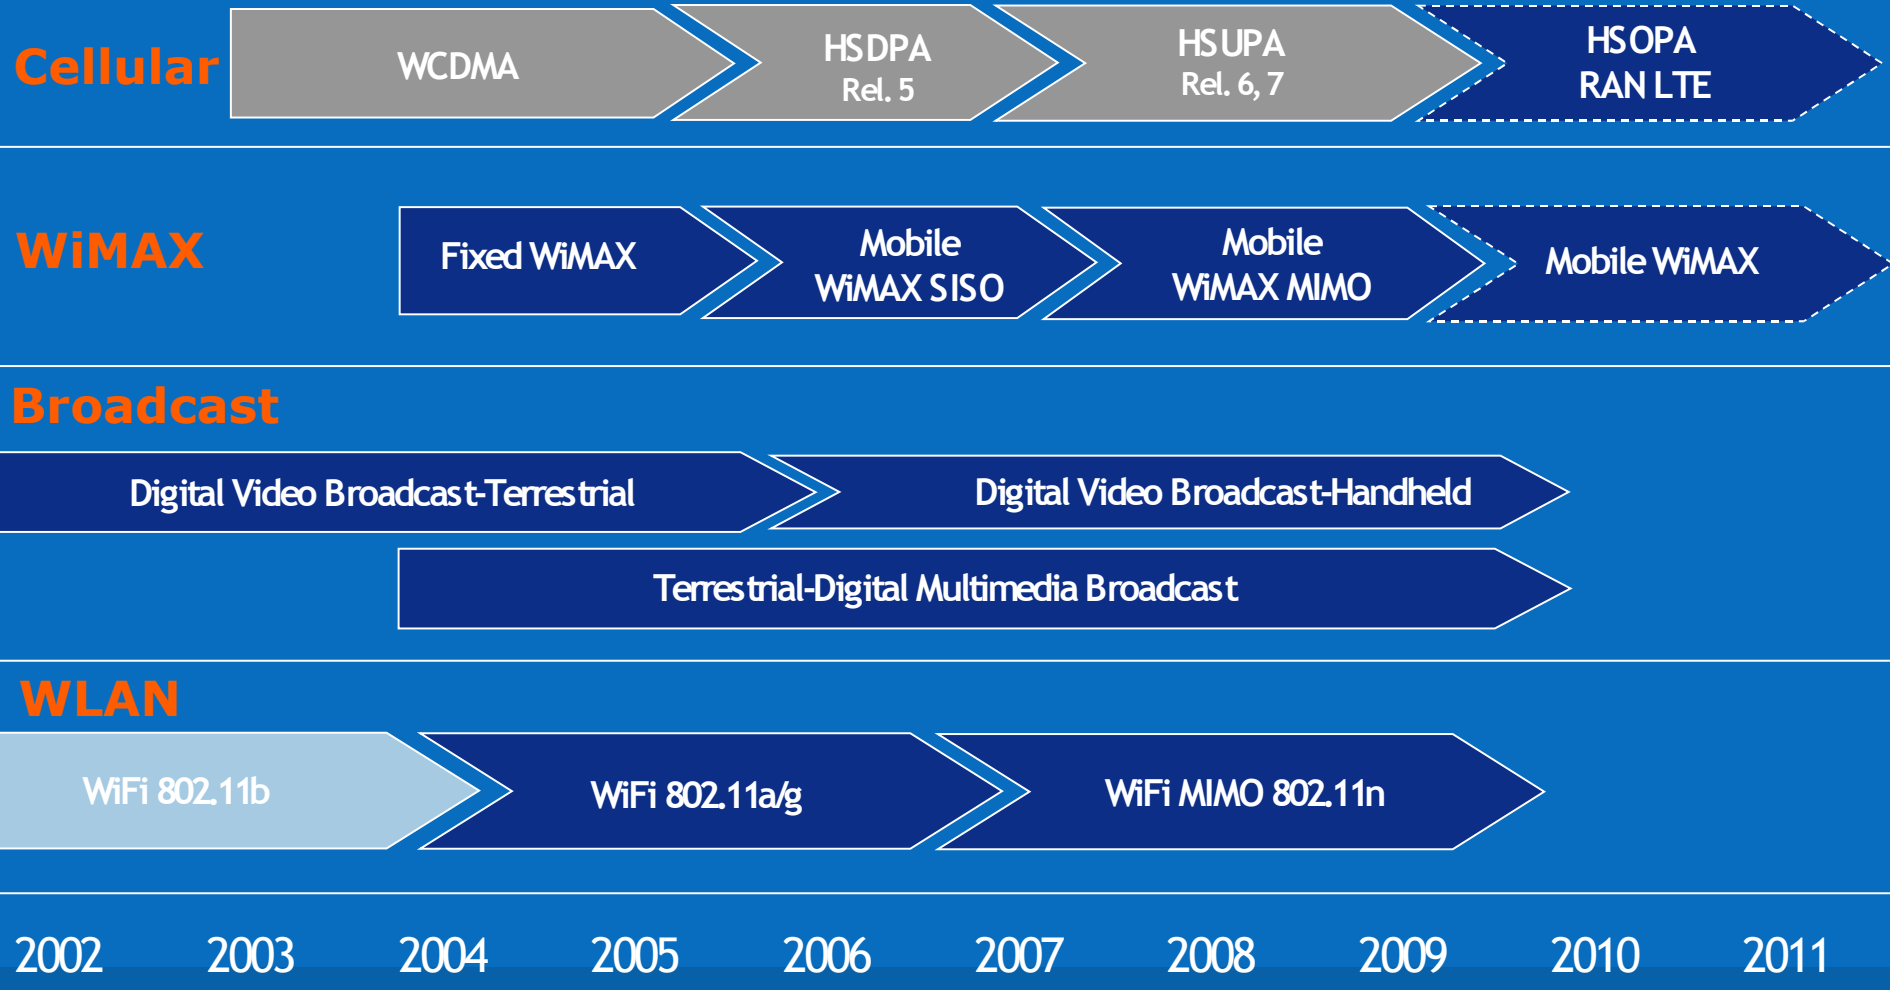 Cellular
WCDMA
HSDPA
Rel. 5
HSUPA
Rel. 6, 7
HSOPA
RAN LTE
WiMAX
Fixed WiMAX
Mobile
WiMAX SISO
Mobile
WiMAX MIMO
Mobile WiMAX
Broadcast
Digital Video Broadcast-Terrestrial
Digital Video Broadcast-Handheld
Terrestrial-Digital Multimedia Broadcast
WLAN
WiFi 802.11b
WiFi 802.11a/g
WiFi MIMO 802.11n
2002 2003 2004 2005 2006 2007 2008 2009 2010 2011